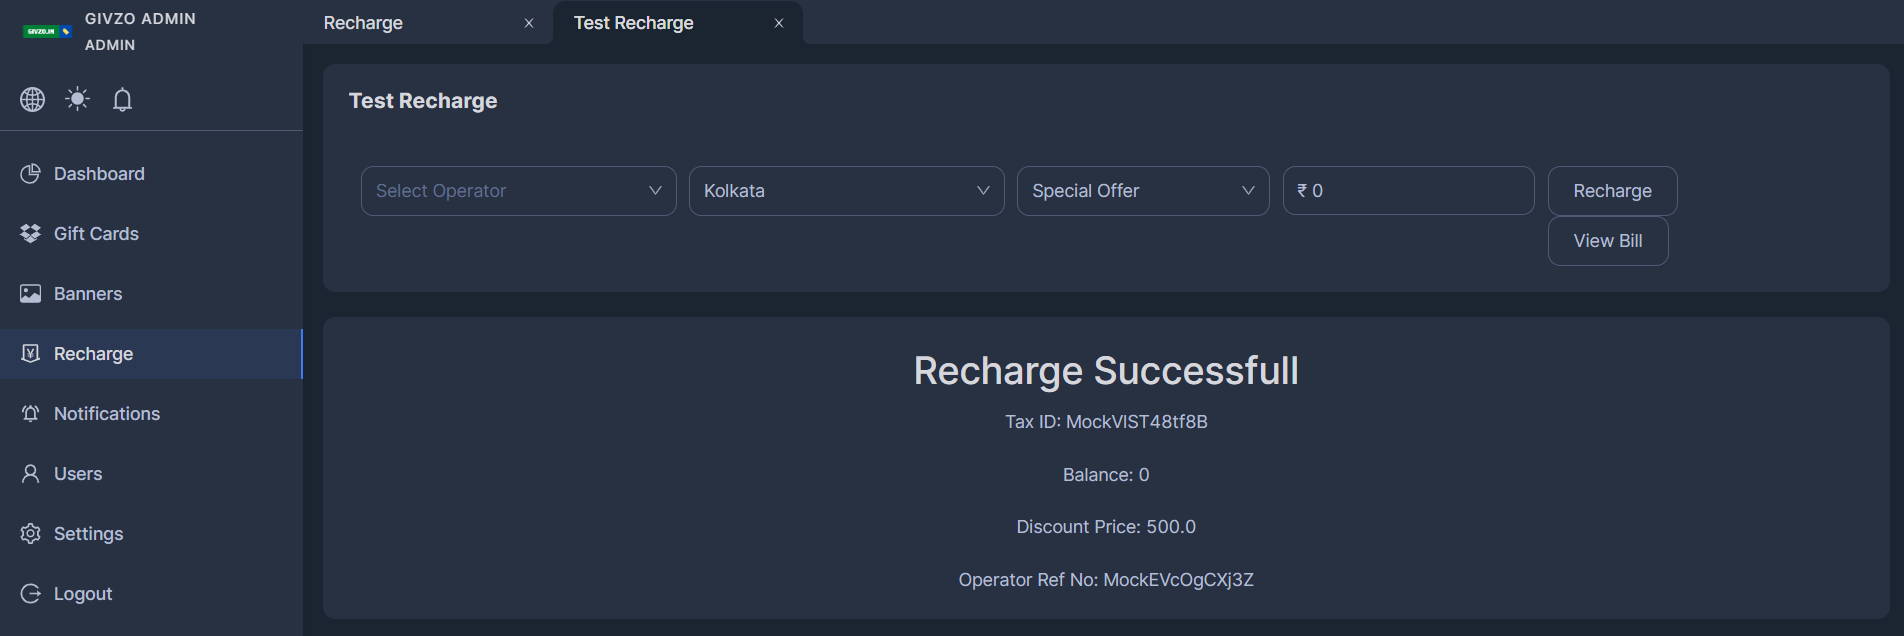 GIVZO.IN
GIVZO ADMIN
ADMIN
Dashboard
Gift Cards
Banners
Recharge
Notifications
Users
Settings
Logout
Recharge
Test Recharge
Test Recharge
Select Operator
Kolkata
Special Offer
₹ 0
Recharge
View Bill
Recharge Successfull
Tax ID: MockVIST48tf8B
Balance: 0
Discount Price: 500.0
Operator Ref No: MockEVcOgCXj3Z